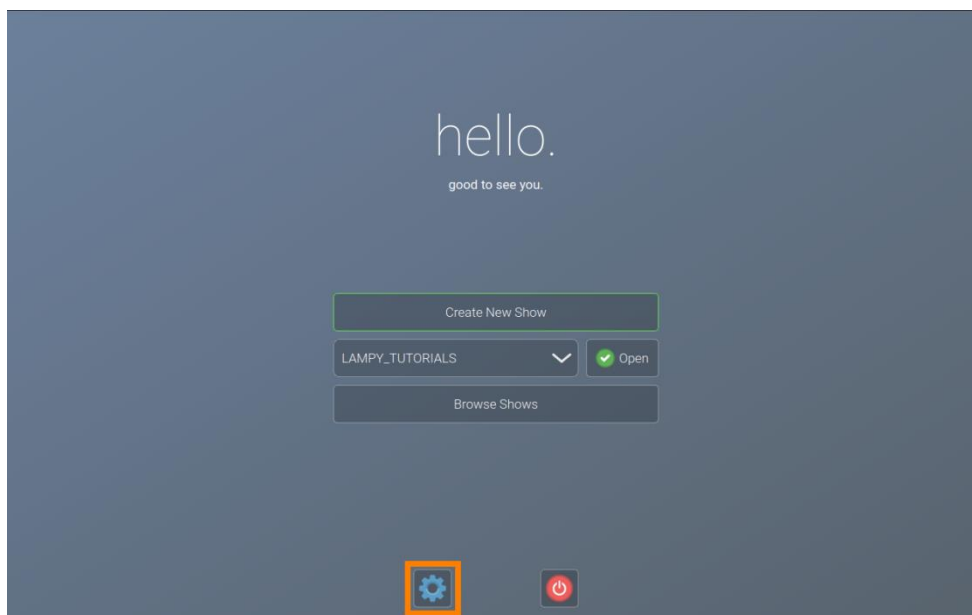 hello.
good to see you.
Create New Show
LAMPY_TUTORIALS
Open
Browse Shows